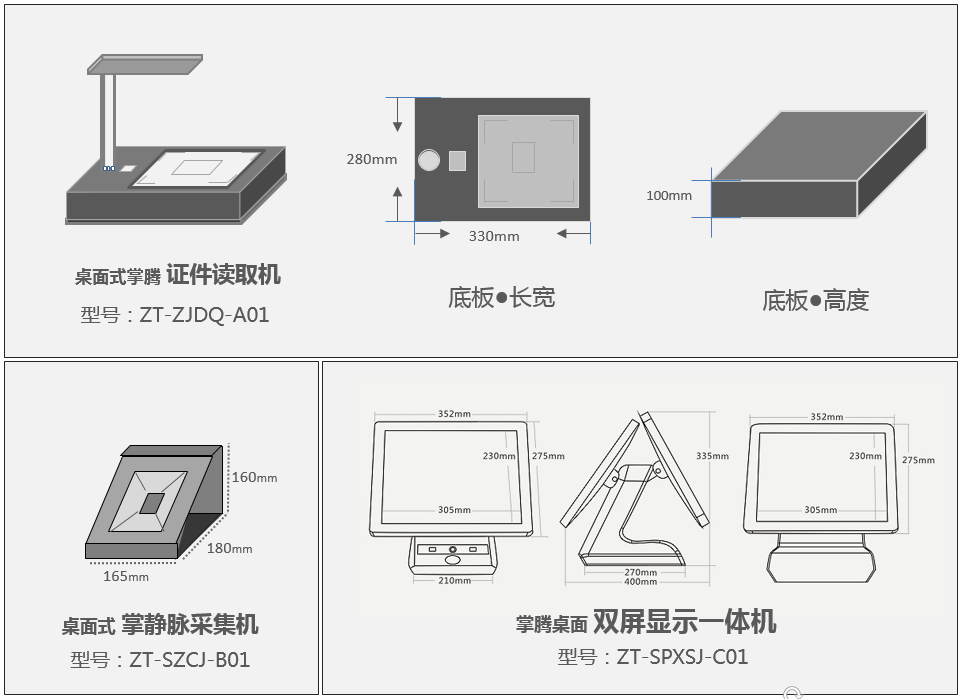 280mm
330mm
100mm
桌面式掌腾 证件读取机
型号：ZT-ZJDQ-A01
底板●长宽
底板●高度
160mm
180mm
165mm
桌面式 掌静脉采集机
型号：ZT-SZCJ-B01
352mm
230mm
275mm
305mm
210mm
335mm
270mm
400mm
352mm
230mm
275mm
305mm
掌腾桌面 双屏显示一体机
型号：ZT-SPXSJ-C01